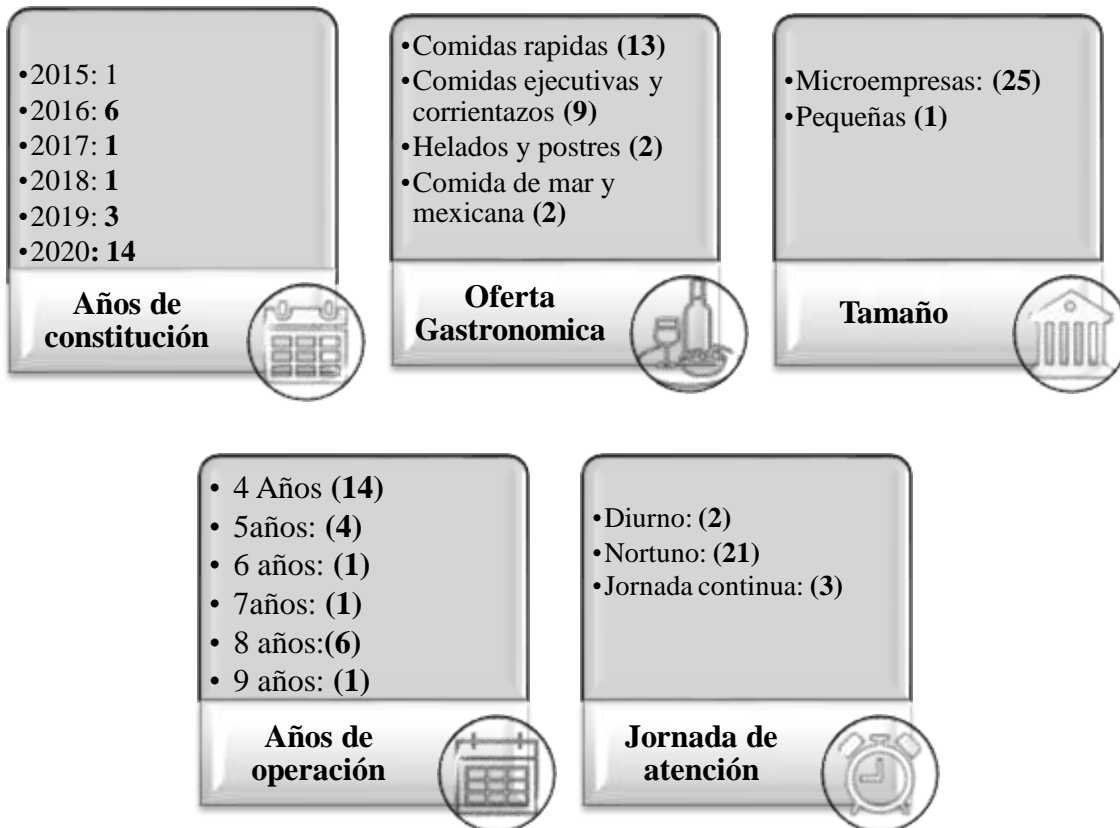 •2015: 1
•2016: 6
•2017: 1
•2018: 1
•2019: 3
•2020: 14
Años de
constitución
•Comidas rapidas (13)
•Comidas ejecutivas y
corrientazos (9)
•Helados y postres (2)
•Comida de mar y
mexicana (2)
Oferta
Gastronomica
•Microempresas: (25)
•Pequeñas (1)
Tamaño
• 4 Años (14)
• 5años: (4)
• 6 años: (1)
• 7años: (1)
• 8 años:(6)
• 9 años: (1)
Años de
operación
•Diurno: (2)
•Nortuno: (21)
•Jornada continua: (3)
Jornada de
atención